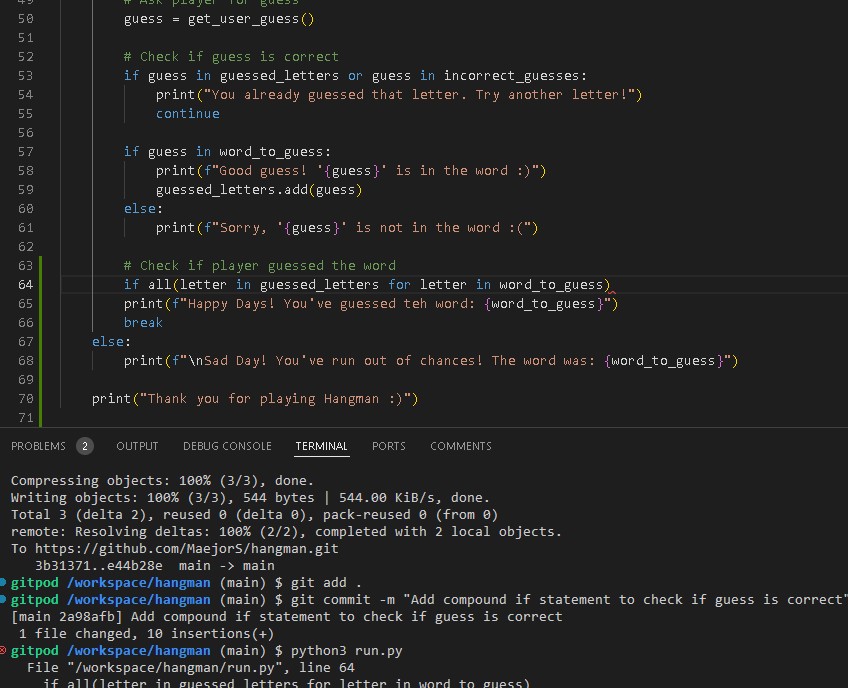 49 # Ask player for guess
50 guess = get_user_guess()
51
52 # Check if guess is correct
53 if guess in guessed_letters or guess in incorrect_guesses:
54 print("You already guessed that letter. Try another letter!")
55 continue
56
57 if guess in word_to_guess:
58 print(f"Good guess! '{guess}' is in the word :)")
59 guessed_letters.add(guess)
60 else:
61 print(f"Sorry, '{guess}' is not in the word :(")
62
63 # Check if player guessed the word
64 if all(letter in guessed_letters for letter in word_to_guess)
65 print(f"Happy Days! You've guessed teh word: {word_to_guess}")
66 break
67 else:
68 print(f"\nSad Day! You've run out of chances! The word was: {word_to_guess}")
69
70 print("Thank you for playing Hangman :)")
71
PROBLEMS 2 OUTPUT DEBUG CONSOLE TERMINAL PORTS COMMENTS
Compressing objects: 100% (3/3), done.
Writing objects: 100% (3/3), 544 bytes | 544.00 KiB/s, done.
Total 3 (delta 2), reused 0 (delta 0), pack-reused 0 (from 0)
remote: Resolving deltas: 100% (2/2), completed with 2 local objects.
To https://github.com/MaejorS/hangman.git
3b31371..e44b28e main -> main
gitpod /workspace/hangman (main) $ git add .
gitpod /workspace/hangman (main) $ git commit -m "Add compound if statement to check if guess is correct"
[main 2a98afb] Add compound if statement to check if guess is correct
1 file changed, 10 insertions(+)
gitpod /workspace/hangman (main) $ python3 run.py
File "/workspace/hangman/run.py", line 64
if all(letter in guessed_letters for letter in word_to_guess)